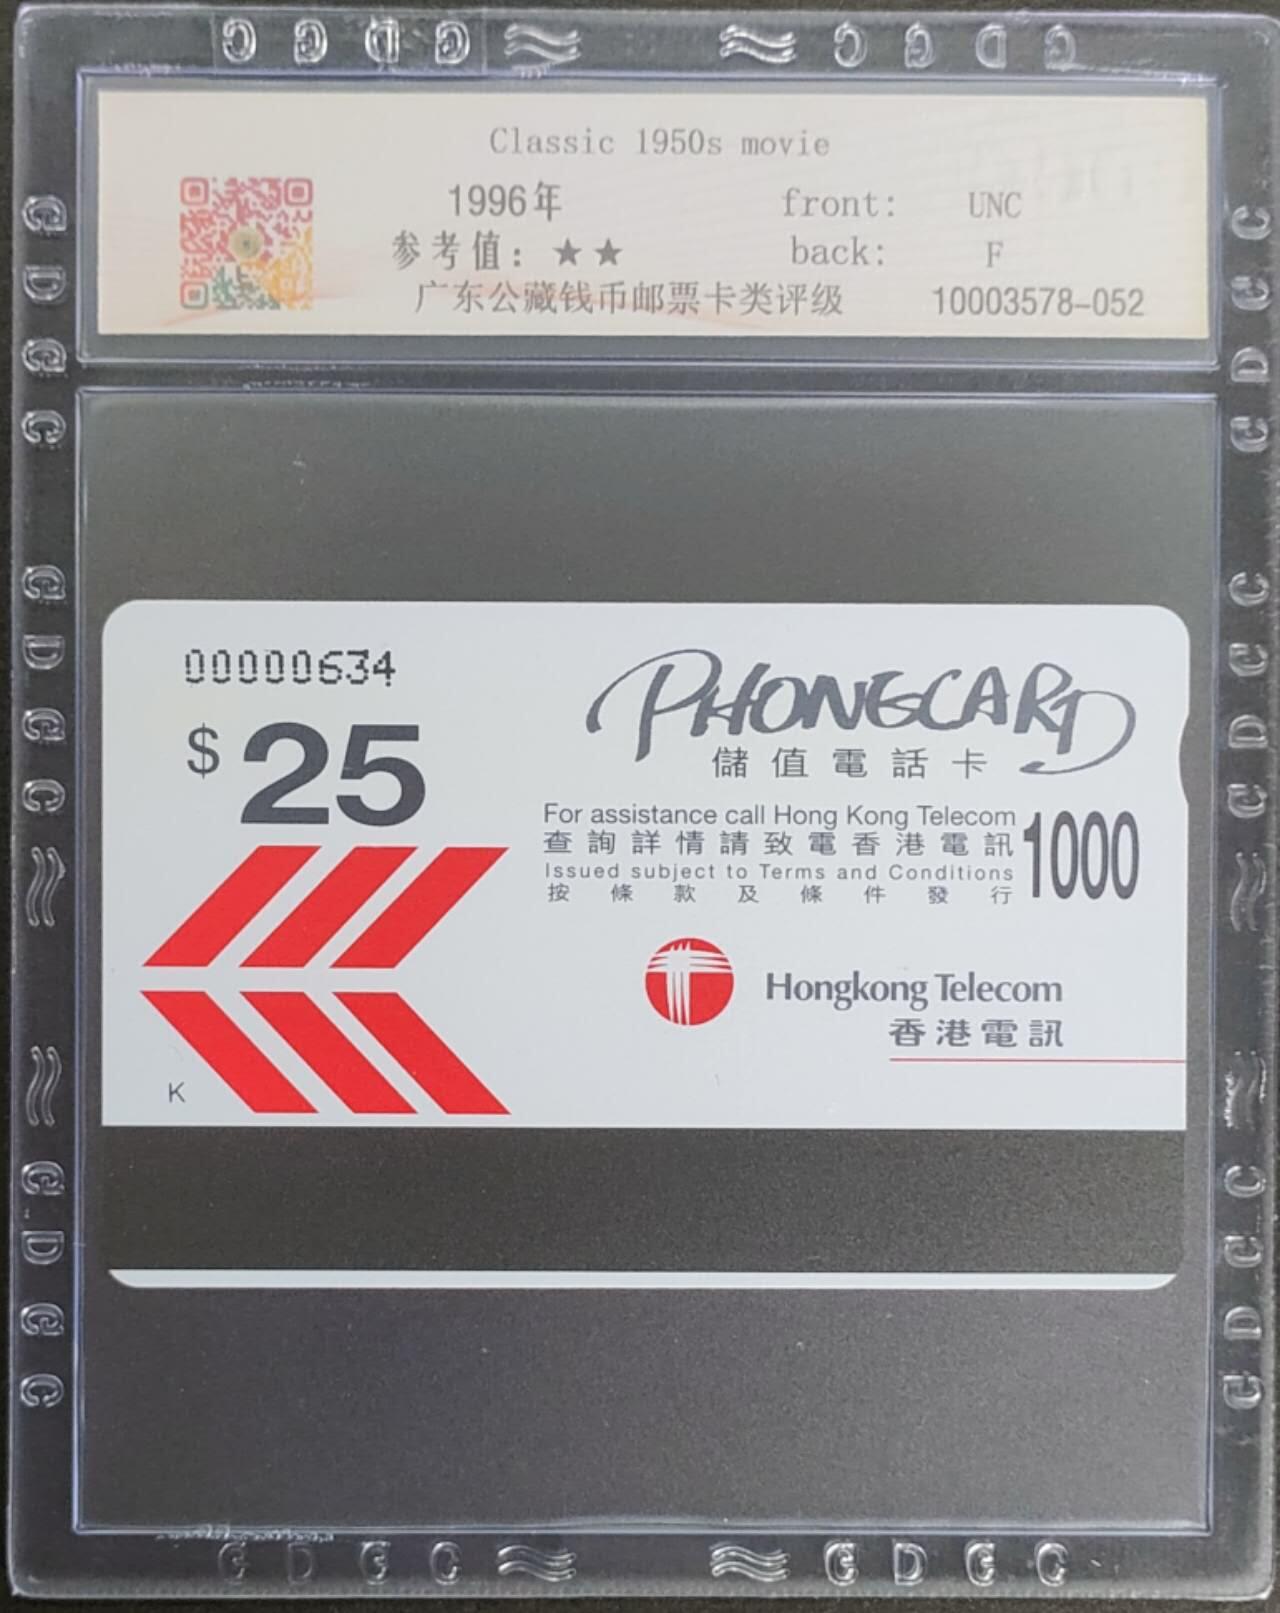 G D G C
C G D G
Classic 1950s movie
1996年
front: UNC
参考值：★★
back: F
广东公藏钱币邮票卡类评级
10003578-052
00000634
$25
PHONECARD
儲值電話卡
For assistance call Hong Kong Telecom
查詢詳情請致電香港電訊
1000
Issued subject to Terms and Conditions
按條款及條件發行
Hongkong Telecom
香港電訊
K
G D G C
G D G C